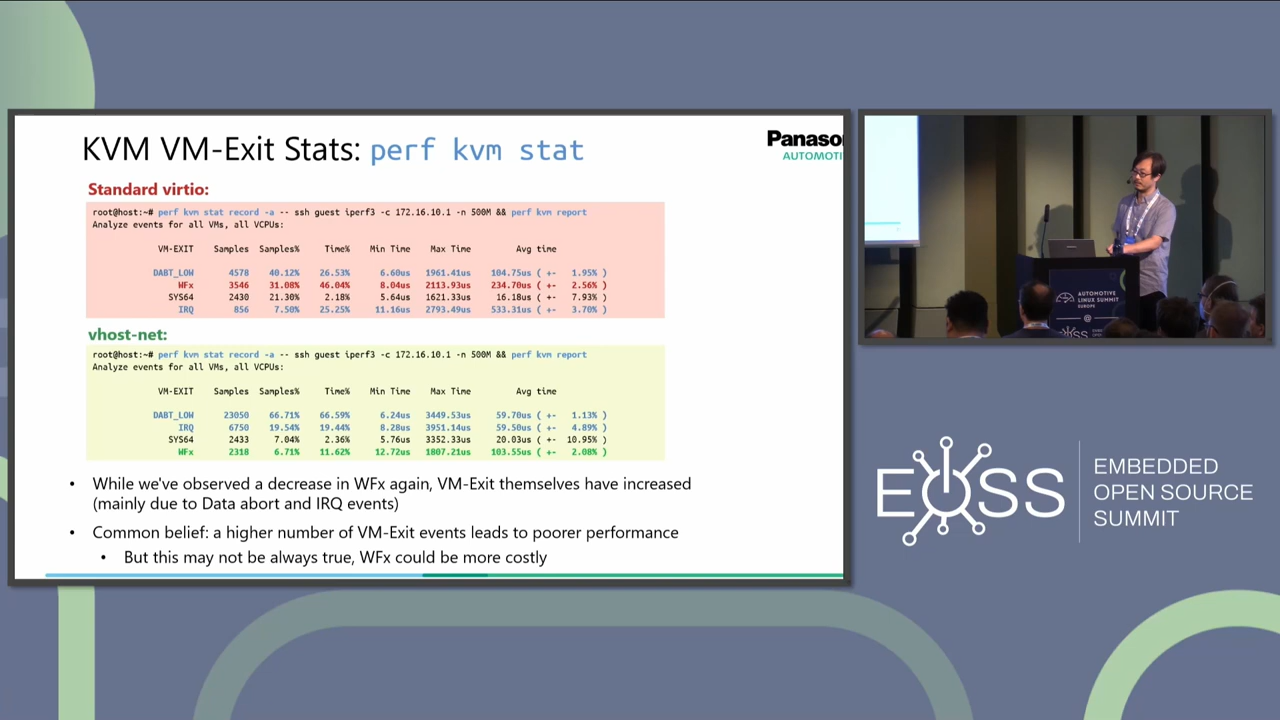 KVM VM-Exit Stats: perf kvm stat
Panaso
AUTOMOTI
Standard virtio:
root@host:~# perf kvm stat record -a -- ssh guest iperf3 -c 172.16.10.1 -n 500M && perf kvm report
Analyze events for all VMs, all VCPUs:
VM-EXIT Samples Samples% Time% Min Time Max Time Avg time
DABT_LOW 4578 40.12% 26.53% 6.60us 1961.41us 104.75us ( +- 1.95% )
WFx 3546 31.08% 46.04% 8.04us 2113.93us 234.70us ( +- 2.56% )
SYS64 2430 21.30% 2.18% 5.64us 1621.33us 16.18us ( +- 7.93% )
IRQ 856 7.50% 25.25% 11.16us 2793.49us 533.31us ( +- 3.70% )
vhost-net:
root@host:~# perf kvm stat record -a -- ssh guest iperf3 -c 172.16.10.1 -n 500M && perf kvm report
Analyze events for all VMs, all VCPUs:
VM-EXIT Samples Samples% Time% Min Time Max Time Avg time
DABT_LOW 23050 66.71% 66.59% 6.24us 3449.53us 59.70us ( +- 1.13% )
IRQ 6750 19.54% 19.44% 8.28us 3951.14us 59.50us ( +- 4.89% )
SYS64 2433 7.04% 2.36% 5.76us 3352.33us 20.03us ( +- 10.95% )
WFx 2318 6.71% 11.62% 12.72us 1807.21us 103.55us ( +- 2.08% )
• While we've observed a decrease in WFx again, VM-Exit themselves have increased
(mainly due to Data abort and IRQ events)
• Common belief: a higher number of VM-Exit events leads to poorer performance
• But this may not be always true, WFx could be more costly
AUTOMOTIVE
LINUX SUMMIT
EUROPE
@
EOSS
EMBEDDED
OPEN SOURCE
SUMMIT